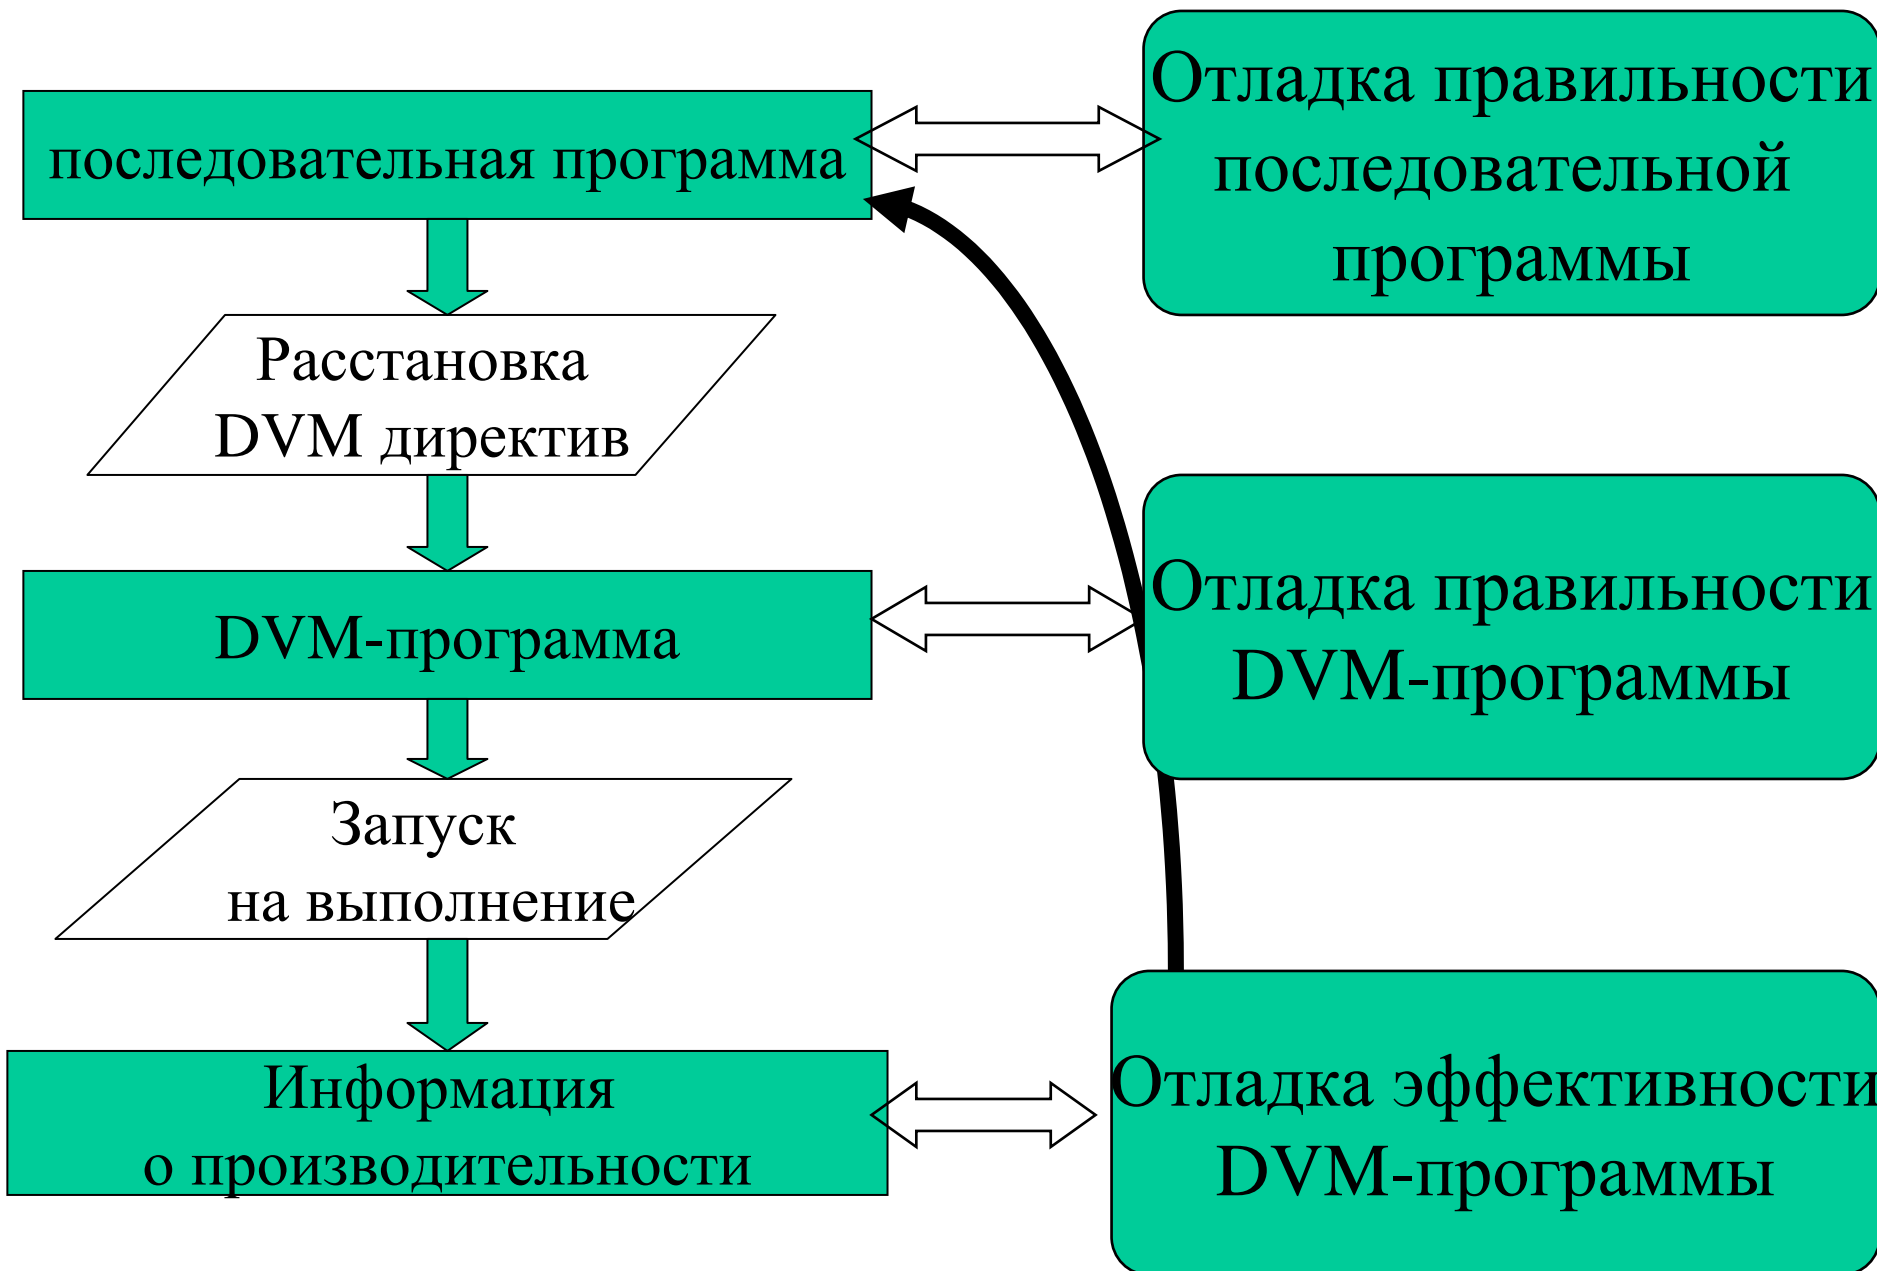 последовательная программа
Отладка правильности
последовательной
программы
Расстановка
DVM директив
DVM-программа
Отладка правильности
DVM-программы
Запуск
на выполнение
Информация
о производительности
Отладка эффективности
DVM-программы